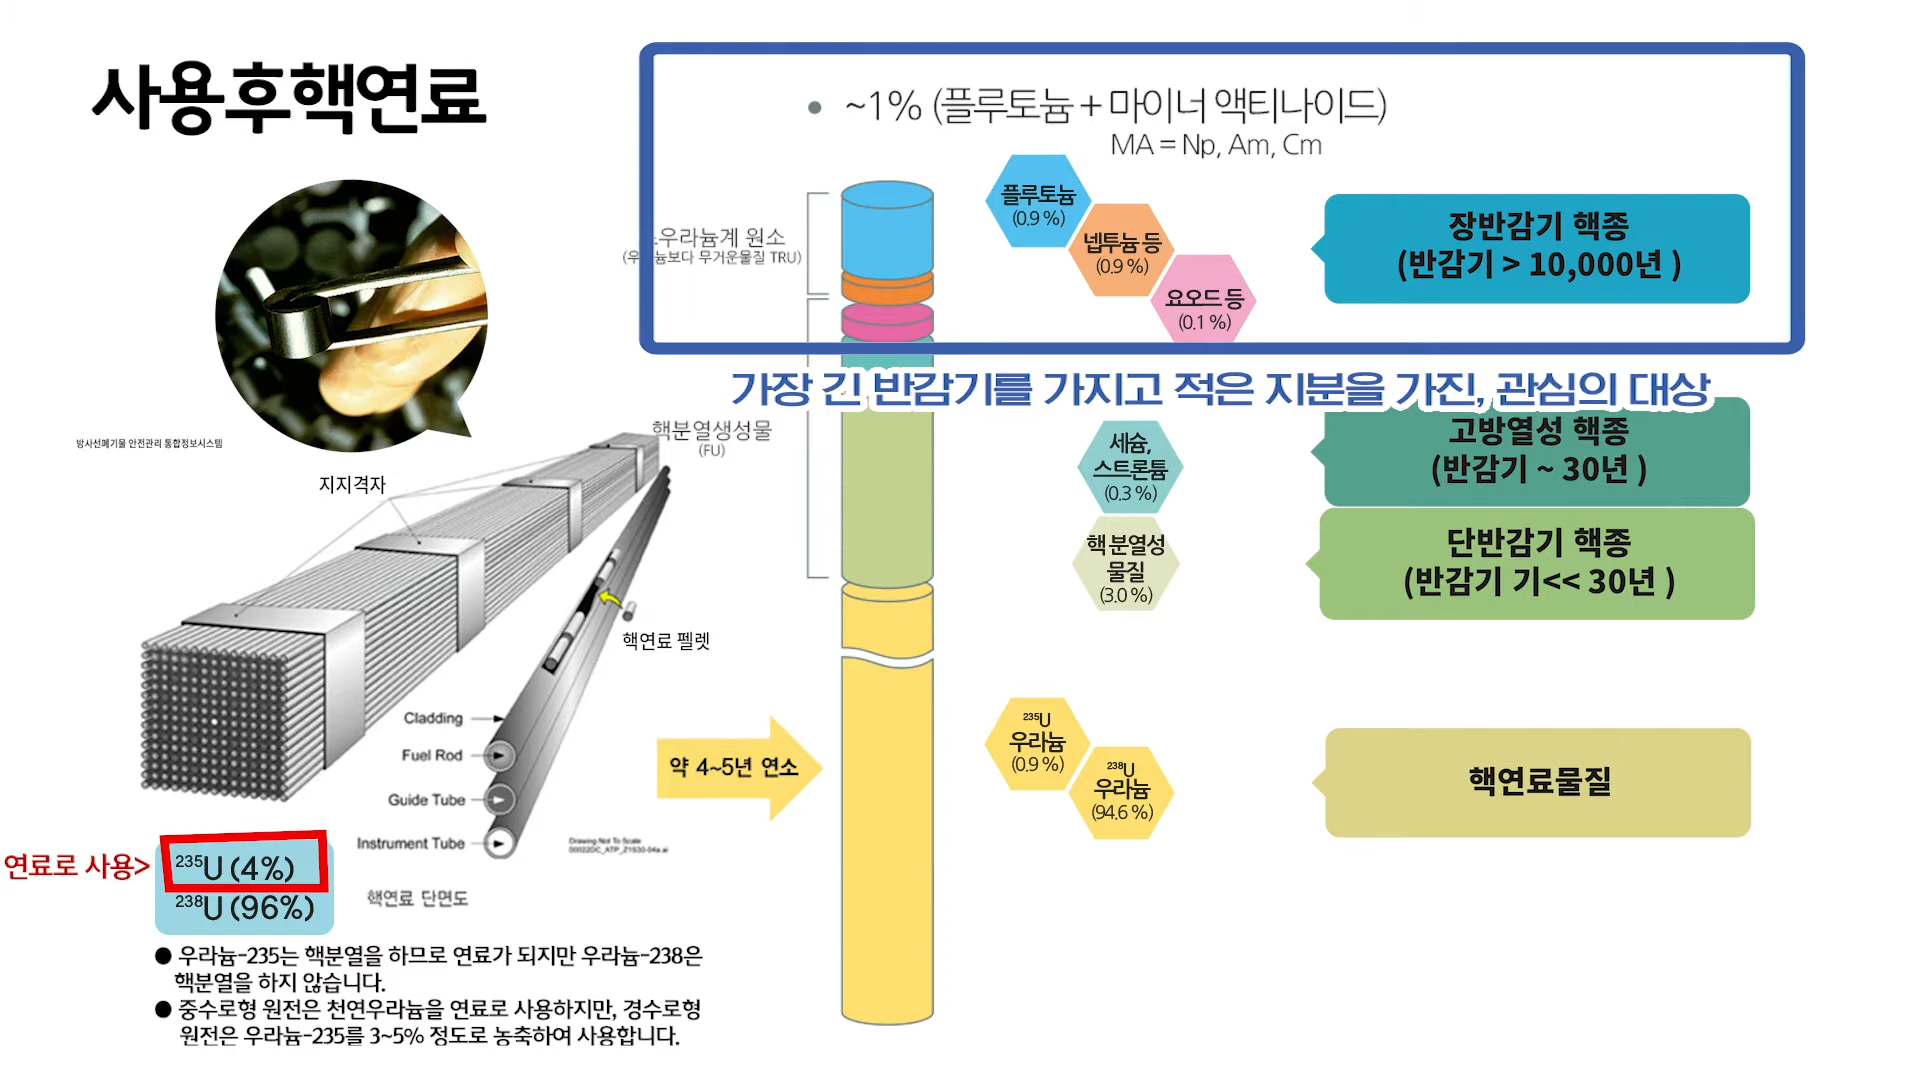 사용후핵연료
~1% (플루토늄 + 마이너 액티나이드)
MA = Np, Am, Cm
플루토늄
(0.9 %)
넵투늄 등
(0.9 %)
요오드 등
(0.1 %)
장반감기 핵종
(반감기 > 10,000년 )
우라늄계 원소
무거운물질 TRU)
가장 긴 반감기를 가지고 적은 지분을 가진, 관심의 대상
핵분열생성물
(FU)
세슘,
스트론튬
(0.3 %)
고방열성 핵종
(반감기 ~ 30년 )
핵분열성
물질
(3.0 %)
단반감기 핵종
(반감기 기<< 30년 )
방사선폐기물 안전관리 통합정보시스템
지지격자
핵연료 펠렛
Cladding
Fuel Rod
Guide Tube
Instrument Tube
Drawing Not To Scale
핵연료 단면도
약 4~5년 연소
235U
우라늄
(0.9 %)
238U
우라늄
(94.6 %)
핵연료물질
연료로 사용>
235U (4%)
238U (96%)
● 우라늄-235는 핵분열을 하므로 연료가 되지만 우라늄-238은
핵분열을 하지 않습니다.
● 중수로형 원전은 천연우라늄을 연료로 사용하지만, 경수로형
원전은 우라늄-235를 3~5% 정도로 농축하여 사용합니다.